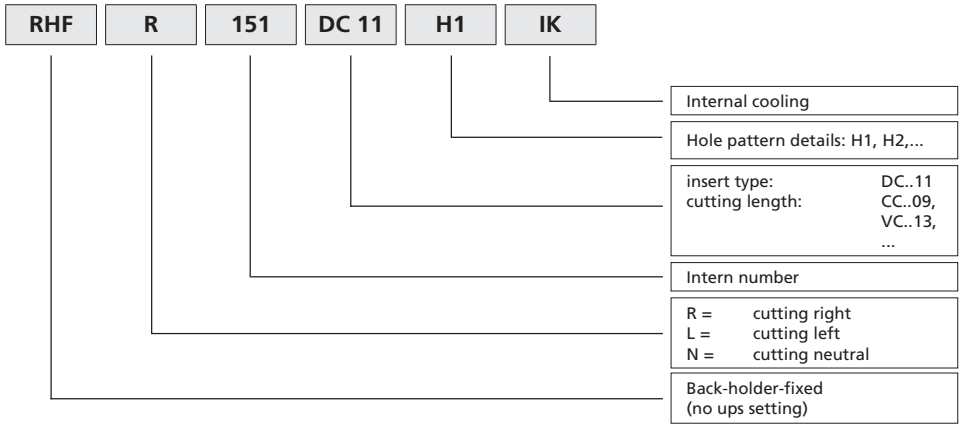 RHF R 151 DC 11 H1 IK
Internal cooling
Hole pattern details: H1, H2,...
insert type: DC..11
cutting length: CC..09,
VC..13,
...
Intern number
R = cutting right
L = cutting left
N = cutting neutral
Back-holder-fixed
(no ups setting)